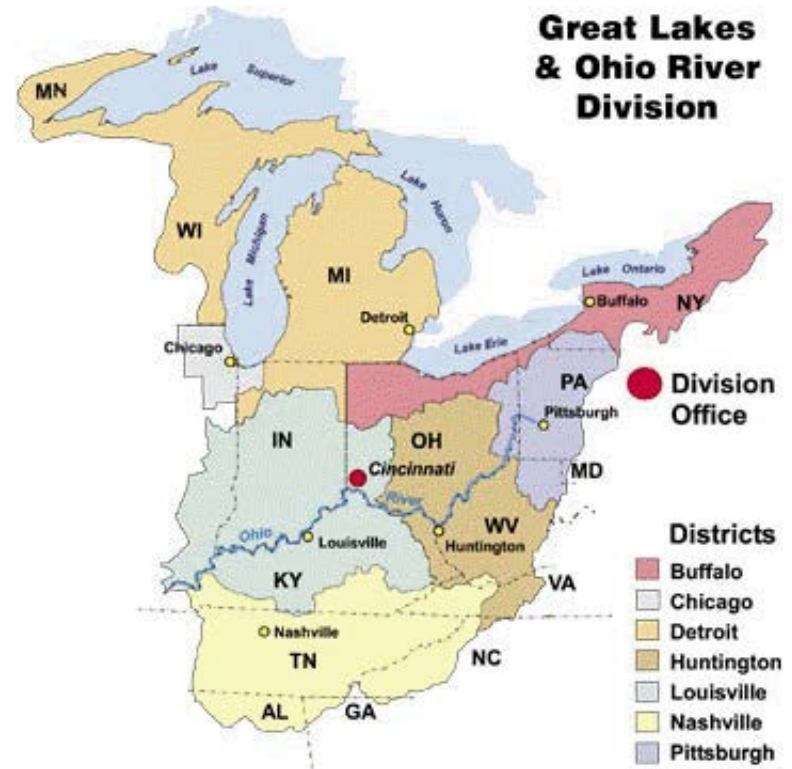 Great Lakes
& Ohio River
Division
Lake Superior
MN
Lake Huron
WI
Lake Michigan
MI
Lake Ontario
Detroit
Buffalo
NY
Chicago
Lake Erie
PA
Division
Office
Pittsburgh
IN
OH
Cincinnati
MD
River
WV
Ohio
Louisville
Huntington
KY
VA
Nashville
TN
NC
AL
GA
Districts
Buffalo
Chicago
Detroit
Huntington
Louisville
Nashville
Pittsburgh